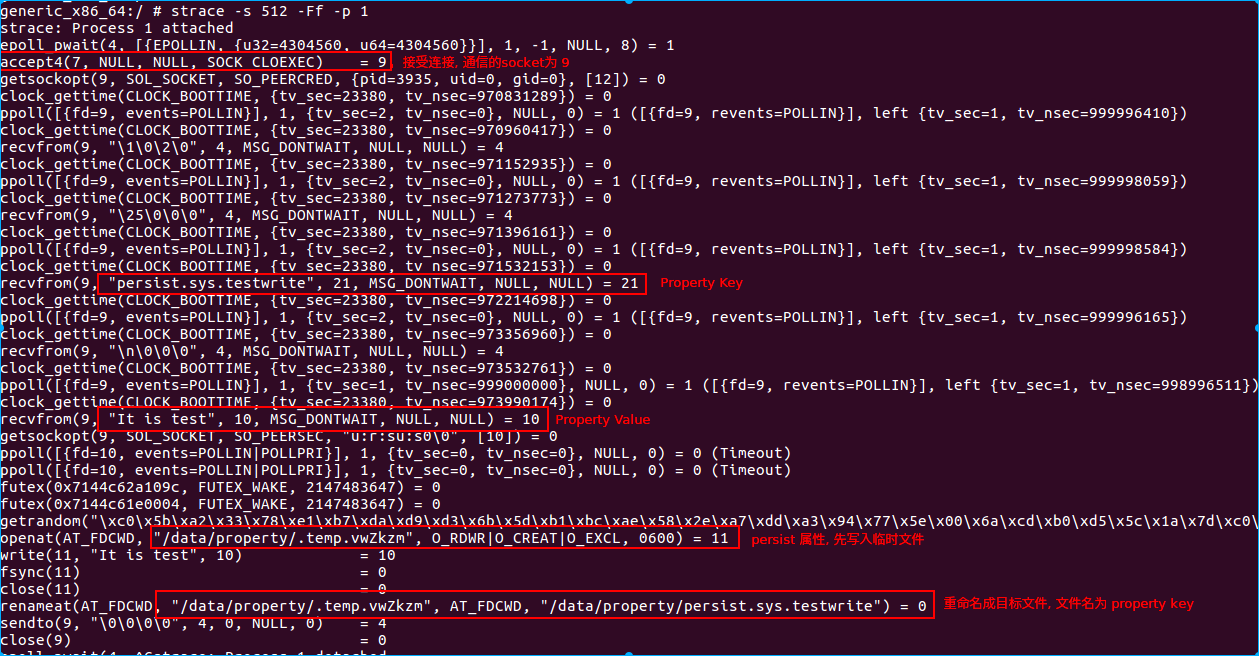 generic_x86_64:/ # strace -s 512 -Ff -p 1
strace: Process 1 attached
epoll_pwait(4, [{EPOLLIN, {u32=4304560, u64=4304560}}], 1, -1, NULL, 8) = 1
accept4(7, NULL, NULL, SOCK_CLOEXEC)    = 9 接受连接, 通信的socket为 9
getsockopt(9, SOL_SOCKET, SO_PEERCRED, {pid=3935, uid=0, gid=0}, [12]) = 0
clock_gettime(CLOCK_BOOTTIME, {tv_sec=23380, tv_nsec=970831289}) = 0
ppoll([{fd=9, events=POLLIN}], 1, {tv_sec=2, tv_nsec=0}, NULL, 0) = 1 ([{fd=9, revents=POLLIN}], left {tv_sec=1, tv_nsec=999996410})
clock_gettime(CLOCK_BOOTTIME, {tv_sec=23380, tv_nsec=970960417}) = 0
recvfrom(9, "\1\0\2\0", 4, MSG_DONTWAIT, NULL, NULL) = 4
clock_gettime(CLOCK_BOOTTIME, {tv_sec=23380, tv_nsec=971152935}) = 0
ppoll([{fd=9, events=POLLIN}], 1, {tv_sec=2, tv_nsec=0}, NULL, 0) = 1 ([{fd=9, revents=POLLIN}], left {tv_sec=1, tv_nsec=999998059})
clock_gettime(CLOCK_BOOTTIME, {tv_sec=23380, tv_nsec=971273773}) = 0
recvfrom(9, "\25\0\0\0", 4, MSG_DONTWAIT, NULL, NULL) = 4
clock_gettime(CLOCK_BOOTTIME, {tv_sec=23380, tv_nsec=971396161}) = 0
ppoll([{fd=9, events=POLLIN}], 1, {tv_sec=2, tv_nsec=0}, NULL, 0) = 1 ([{fd=9, revents=POLLIN}], left {tv_sec=1, tv_nsec=999998584})
clock_gettime(CLOCK_BOOTTIME, {tv_sec=23380, tv_nsec=971532153}) = 0
recvfrom(9, "persist.sys.testwrite", 21, MSG_DONTWAIT, NULL, NULL) = 21 Property Key
clock_gettime(CLOCK_BOOTTIME, {tv_sec=23380, tv_nsec=972214698}) = 0
ppoll([{fd=9, events=POLLIN}], 1, {tv_sec=2, tv_nsec=0}, NULL, 0) = 1 ([{fd=9, revents=POLLIN}], left {tv_sec=1, tv_nsec=999996165})
clock_gettime(CLOCK_BOOTTIME, {tv_sec=23380, tv_nsec=973356960}) = 0
recvfrom(9, "\n\0\0\0", 4, MSG_DONTWAIT, NULL, NULL) = 4
clock_gettime(CLOCK_BOOTTIME, {tv_sec=23380, tv_nsec=973532761}) = 0
ppoll([{fd=9, events=POLLIN}], 1, {tv_sec=1, tv_nsec=999000000}, NULL, 0) = 1 ([{fd=9, revents=POLLIN}], left {tv_sec=1, tv_nsec=998996511})
clock_gettime(CLOCK_BOOTTIME, {tv_sec=23380, tv_nsec=973990174}) = 0
recvfrom(9, "It is test", 10, MSG_DONTWAIT, NULL, NULL) = 10 Property Value
getsockopt(9, SOL_SOCKET, SO_PEERSEC, "u:r:su:s0\0", [10]) = 0
ppoll([{fd=10, events=POLLIN|POLLPRI}], 1, {tv_sec=0, tv_nsec=0}, NULL, 0) = 0 (Timeout)
ppoll([{fd=10, events=POLLIN|POLLPRI}], 1, {tv_sec=0, tv_nsec=0}, NULL, 0) = 0 (Timeout)
futex(0x7144c62a109c, FUTEX_WAKE, 2147483647) = 0
futex(0x7144c61e0004, FUTEX_WAKE, 2147483647) = 0
getrandom("\xc0\x5b\xa2\x33\x78\xe1\xb7\xda\xd9\xd3\x6b\x5d\xb1\xbc\xae\x58\x2e\xa7\xdd\xa3\x94\x77\x5e\x00\x6a\xcd\xb0\xd5\x5c\x1a\x7d\xc0\
openat(AT_FDCWD, "/data/property/.temp.vwZkzm", O_RDWR|O_CREAT|O_EXCL, 0600) = 11 persist 属性, 先写入临时文件
write(11, "It is test", 10)             = 10
fsync(11)                               = 0
close(11)                               = 0
renameat(AT_FDCWD, "/data/property/.temp.vwZkzm", AT_FDCWD, "/data/property/persist.sys.testwrite") = 0 重命名成目标文件, 文件名为 property key
sendto(9, "\0\0\0\0", 4, 0, NULL, 0)    = 4
close(9)                                = 0